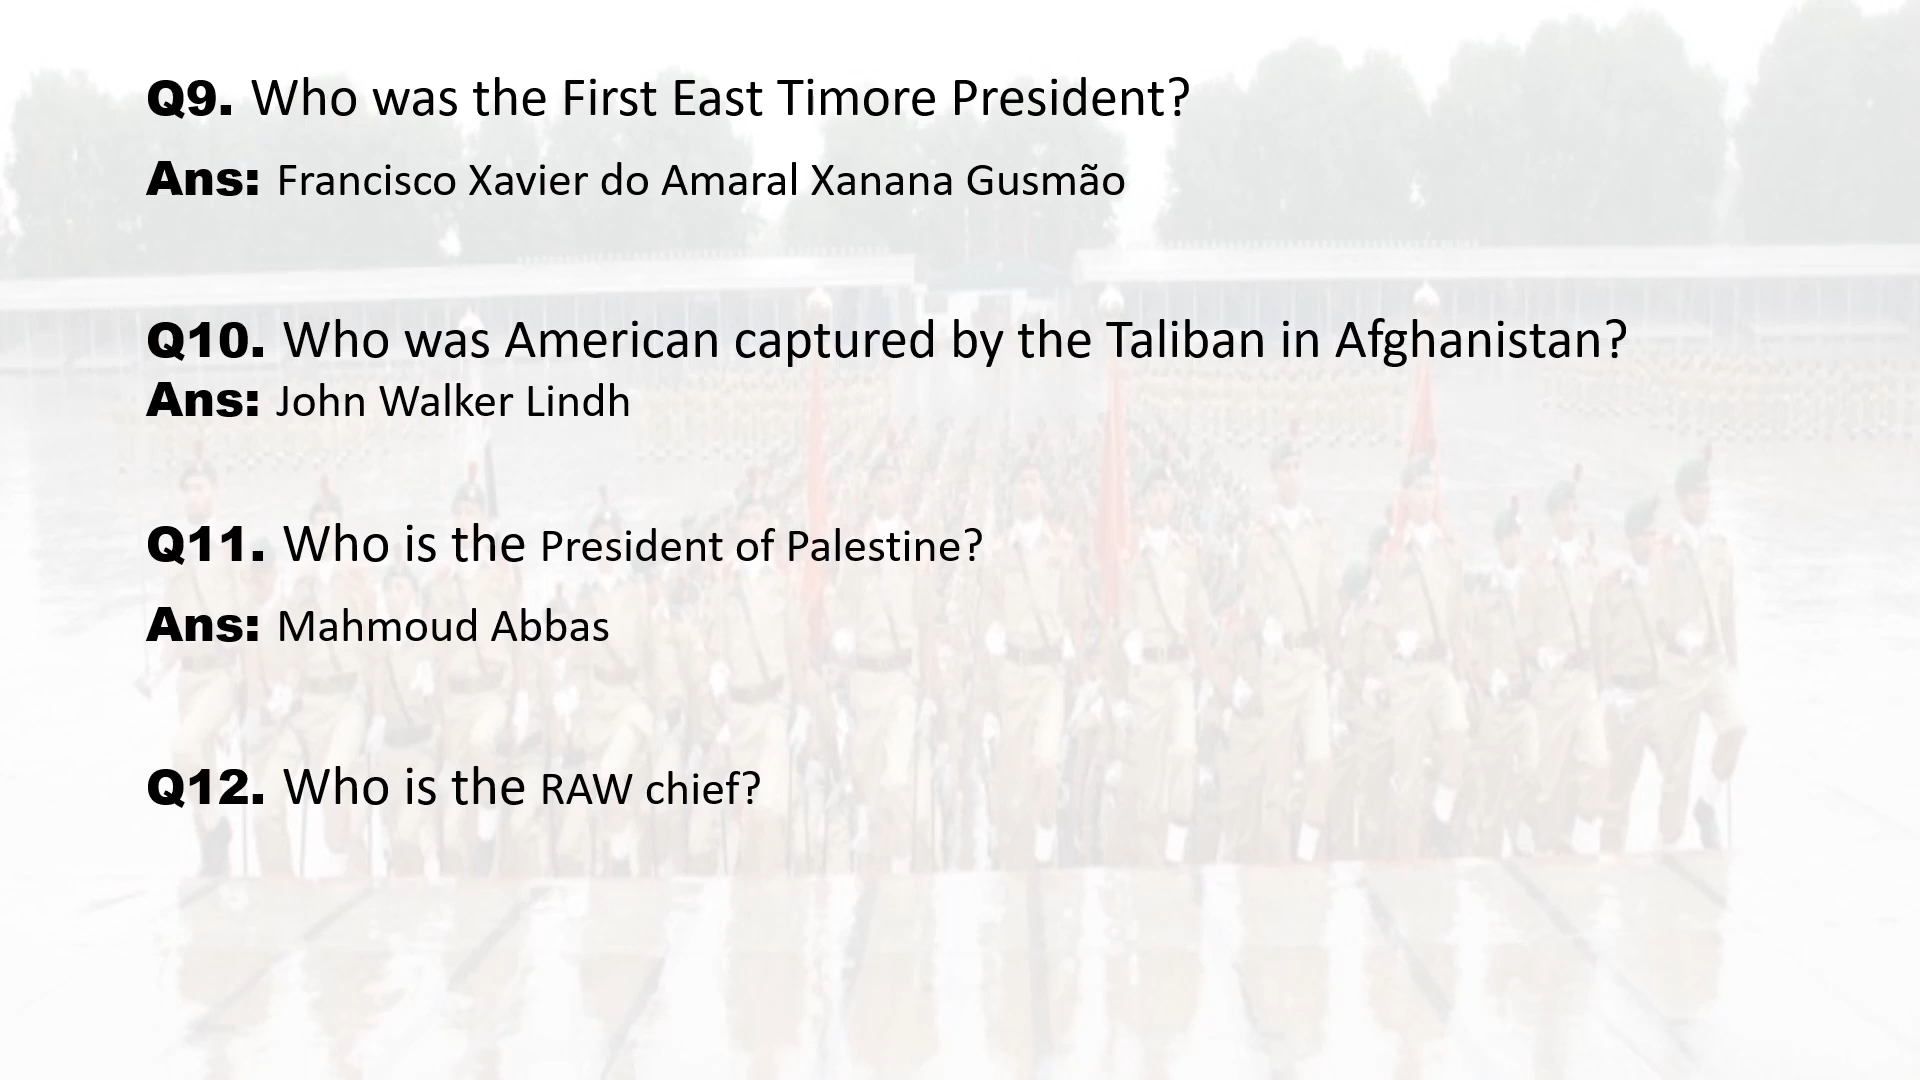 Q9. Who was the First East Timore President?
Ans: Francisco Xavier do Amaral Xanana Gusmão
Q10. Who was American captured by the Taliban in Afghanistan?
Ans: John Walker Lindh
Q11. Who is the President of Palestine?
Ans: Mahmoud Abbas
Q12. Who is the RAW chief?